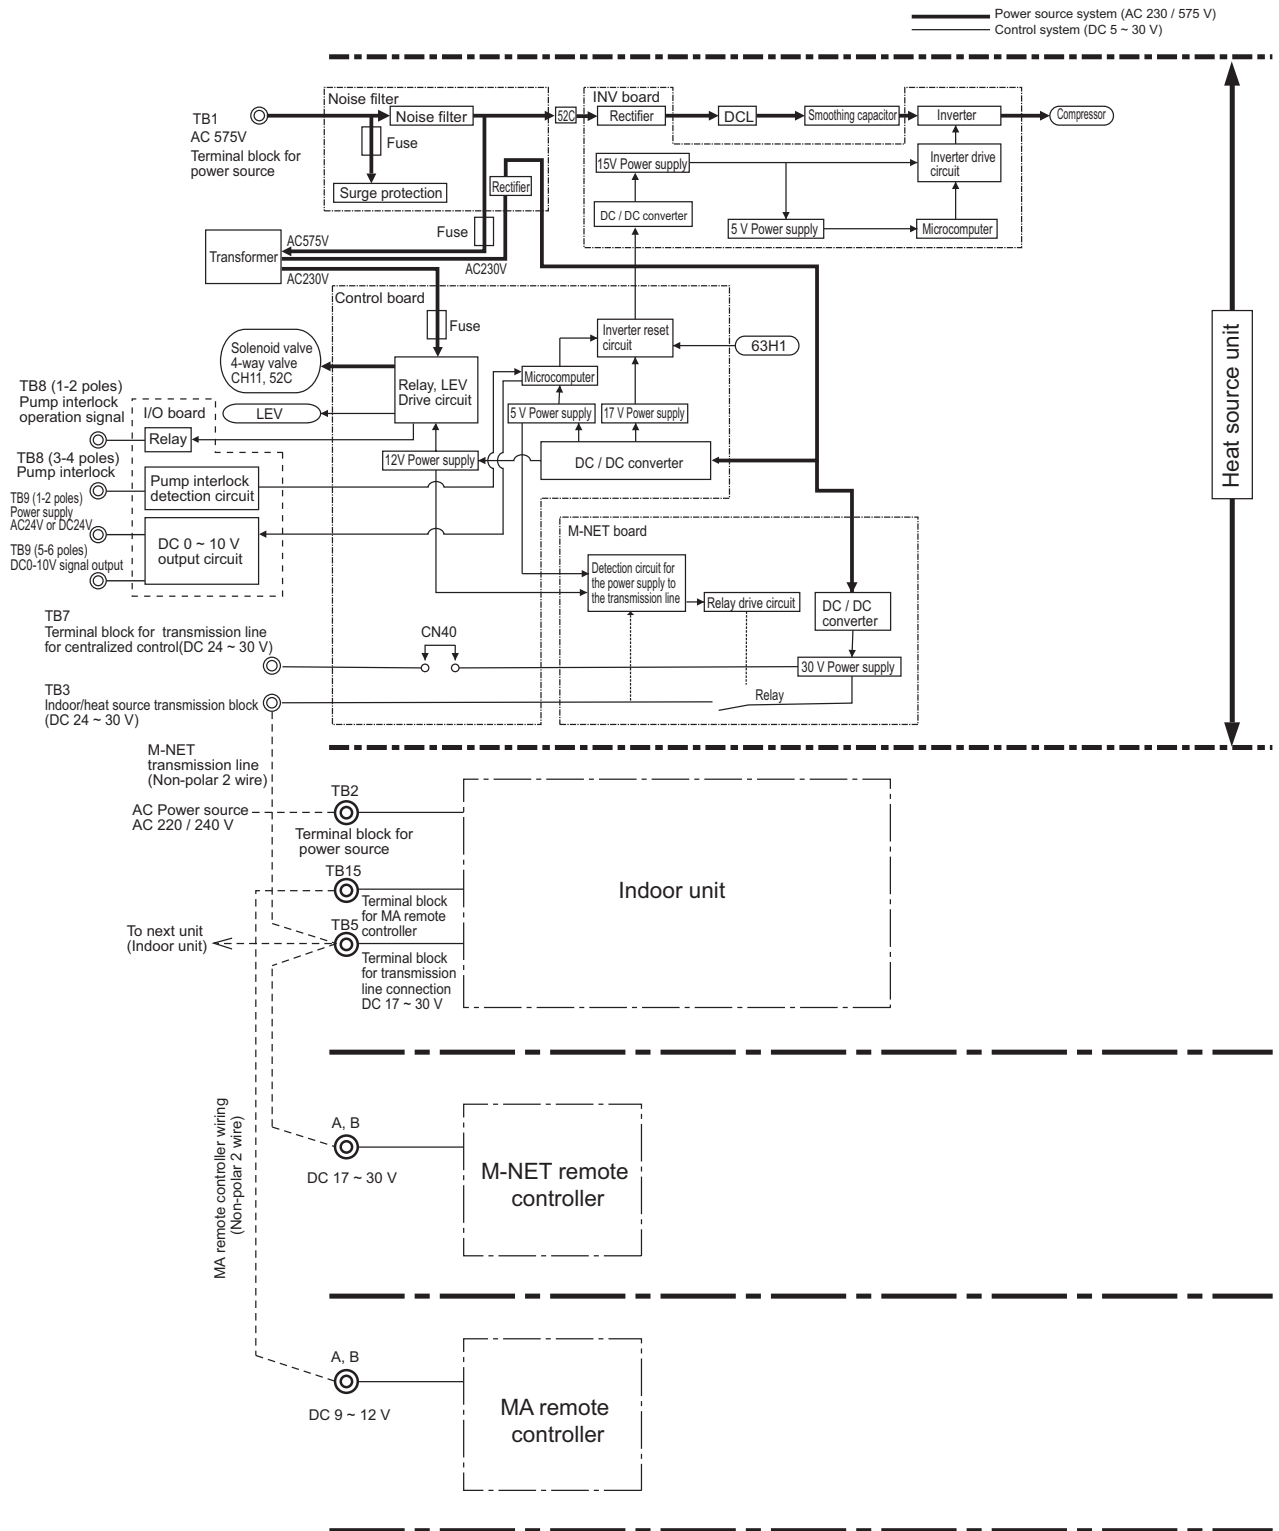 Power source system (AC 230 / 575 V)
Control system (DC 5 ~ 30 V)
Noise filter
INV board
TB1
AC 575V
Terminal block for
power source
Noise filter
52C
Rectifier
DCL
Smoothing capacitor
Inverter
Compressor
Fuse
Surge protection
Rectifier
15V Power supply
Inverter drive
circuit
DC / DC converter
5 V Power supply
Microcomputer
Fuse
Transformer
AC575V
AC230V
AC230V
Heat source unit
Control board
Fuse
Inverter reset
circuit
63H1
Solenoid valve
4-way valve
CH11, 52C
Relay, LEV
Drive circuit
Microcomputer
LEV
5 V Power supply
17 V Power supply
12V Power supply
DC / DC converter
TB8 (1-2 poles)
Pump interlock
operation signal
I/O board
Relay
TB8 (3-4 poles)
Pump interlock
Pump interlock
detection circuit
TB9 (1-2 poles)
Power supply
AC24V or DC24V
DC 0 ~ 10 V
output circuit
TB9 (5-6 poles)
DC0-10V signal output
M-NET board
Detection circuit for
the power supply to
the transmission line
Relay drive circuit
DC / DC
converter
30 V Power supply
Relay
TB7
Terminal block for transmission line
for centralized control(DC 24 ~ 30 V)
CN40
TB3
Indoor/heat source transmission block
(DC 24 ~ 30 V)
M-NET
transmission line
(Non-polar 2 wire)
AC Power source
AC 220 / 240 V
TB2
Terminal block for
power source
TB15
Terminal block
for MA remote
controller
Indoor unit
To next unit
(Indoor unit)
TB5
Terminal block
for transmission
line connection
DC 17 ~ 30 V
MA remote controller wiring
(Non-polar 2 wire)
A, B
DC 17 ~ 30 V
M-NET remote
controller
A, B
DC 9 ~ 12 V
MA remote
controller